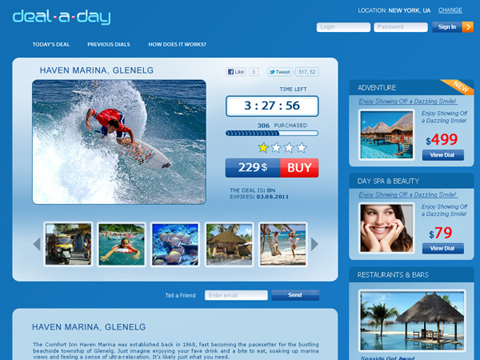 deal·a·day
LOCATION: NEW YORK, UA CHANGE
Login Password Sign In
TODAY'S DEAL PREVIOUS DIALS HOW DOES IT WORKS?
HAVEN MARINA, GLENELG
Like 3 Tweet 517,52
TIME LEFT
3 : 27 : 56
306 PURCHASED
229$ BUY
THE DEAL IS: ON
EXPIRES: 03.08.2011
Tell a Friend Enter email Send
HAVEN MARINA, GLENELG
The Comfort Inn Haven Marina was established back in 1968, fast becoming the pacesetter for the bustling
beachside township of Glenelg. Just imagine enjoying your fave drink and a bite to eat, soaking up marina
views and feeling a sense of ultra-relaxation. It's likely just what you need.
NEW
ADVENTURE
Enjoy Showing Off a Dazzling Smile!
Enjoy Showing Off
a Dazzling Smile.
$499
View Dial
DAY SPA & BEAUTY
Enjoy Showing Off a Dazzling Smile!
Enjoy Showing Off
a Dazzling Smile.
$79
View Dial
RESTAURANTS & BARS
Seaside Get Away